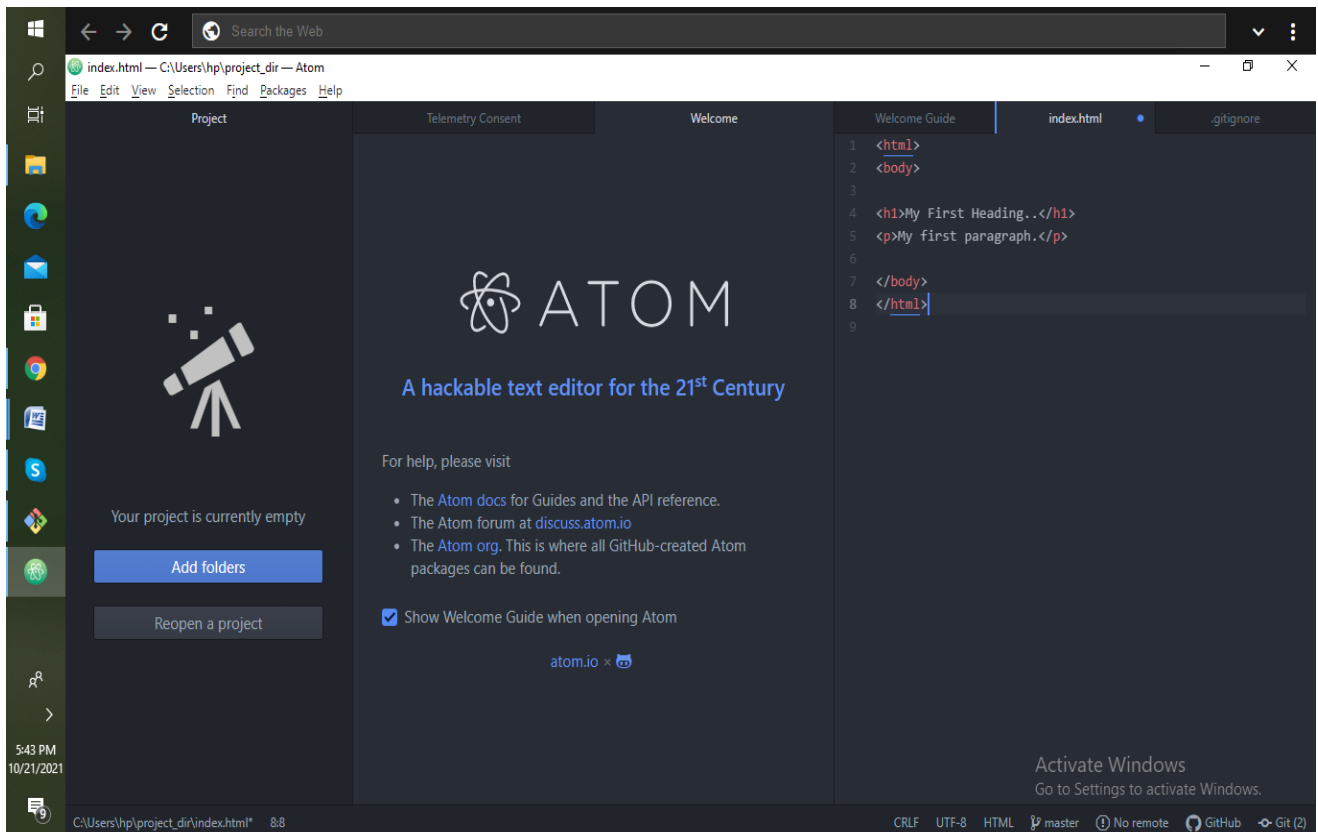 Search the Web
index.html — C:\Users\hp\project_dir — Atom
File Edit View Selection Find Packages Help
Project
Your project is currently empty
Add folders
Reopen a project
Telemetry Consent
Welcome
ATOM
A hackable text editor for the 21st Century
For help, please visit
• The Atom docs for Guides and the API reference.
• The Atom forum at discuss.atom.io
• The Atom org. This is where all GitHub-created Atom
packages can be found.
Show Welcome Guide when opening Atom
atom.io ×
Welcome Guide
index.html
.gitignore
1 <html>
2 <body>
3
4 <h1>My First Heading..</h1>
5 <p>My first paragraph.</p>
6
7 </body>
8 </html>
9
Activate Windows
Go to Settings to activate Windows.
5:43 PM
10/21/2021
9
C:\Users\hp\project_dir\index.html* 8:8
CRLF UTF-8 HTML master No remote GitHub Git (2)